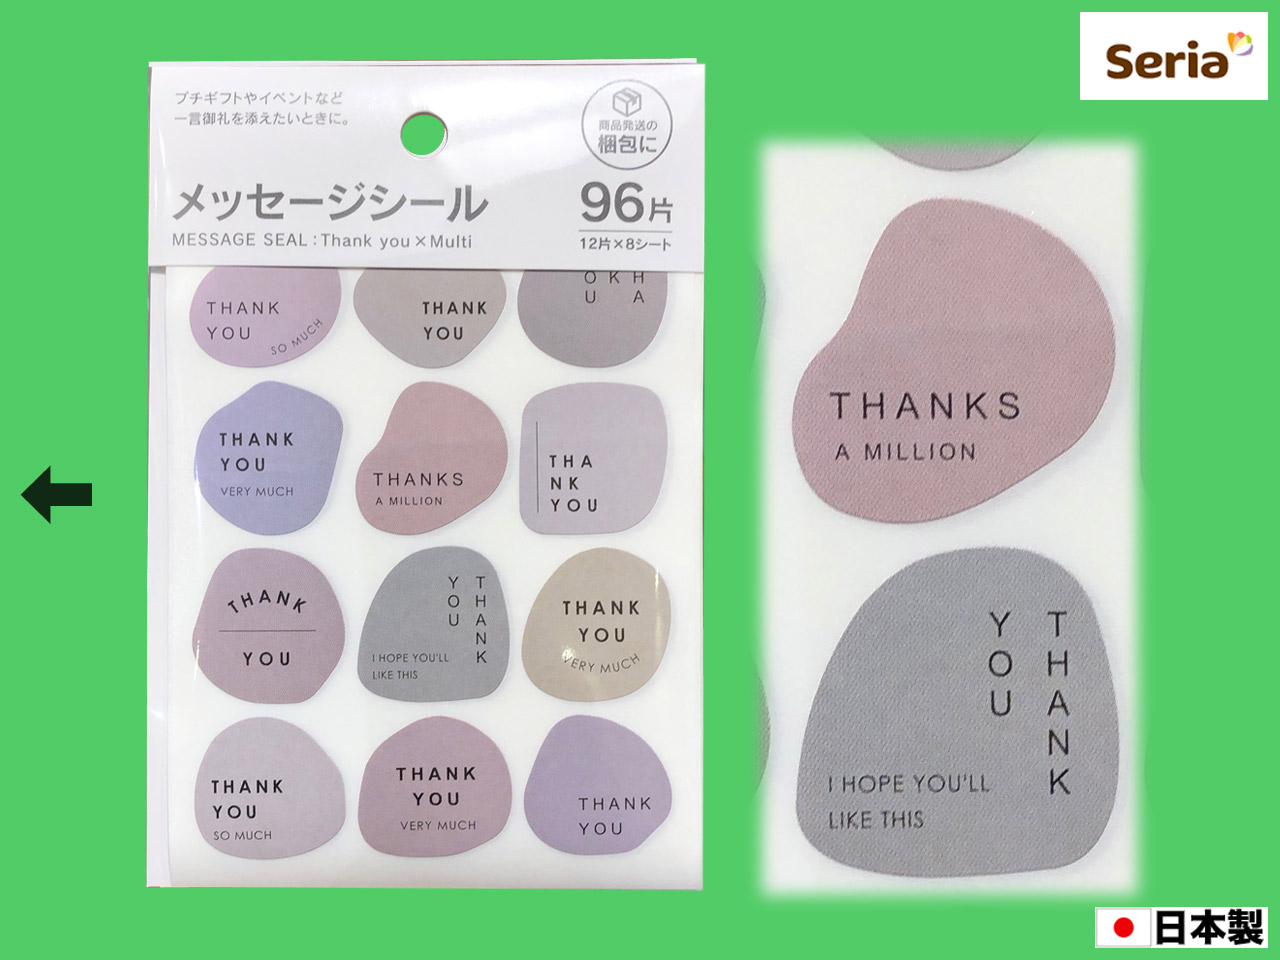 Seria
プチギフトやイベントなど
一言御礼を添えたいときに。
商品発送の
梱包に
メッセージシール
96片
MESSAGE SEAL:Thank you×Multi
12片×8シート
THANK
YOU
SO MUCH
THANK
YOU
O K H
U A
THANK
YOU
VERY MUCH
THANKS
A MILLION
THA
NK
YOU
THANK
YOU
THANK
YOU
I HOPE YOU'LL
LIKE THIS
THANK
YOU
VERY MUCH
THANK
YOU
SO MUCH
THANK
YOU
VERY MUCH
THANK
YOU
THANKS
A MILLION
THANK
YOU
I HOPE YOU'LL
LIKE THIS
日本製